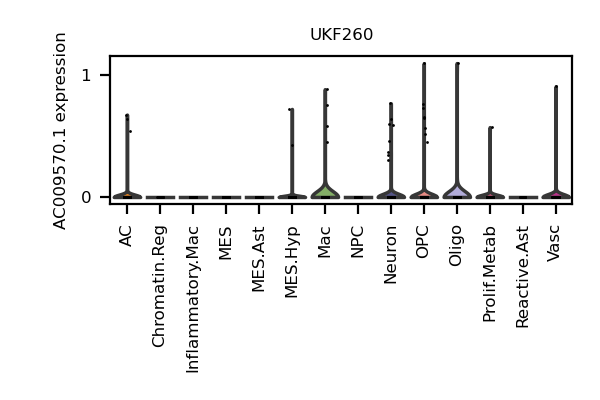 UKF260
AC009570.1 expression
1
0
AC
Chromatin.Reg
Inflammatory.Mac
MES
MES.Ast
MES.Hyp
Mac
NPC
Neuron
OPC
Oligo
Prolif.Metab
Reactive.Ast
Vasc